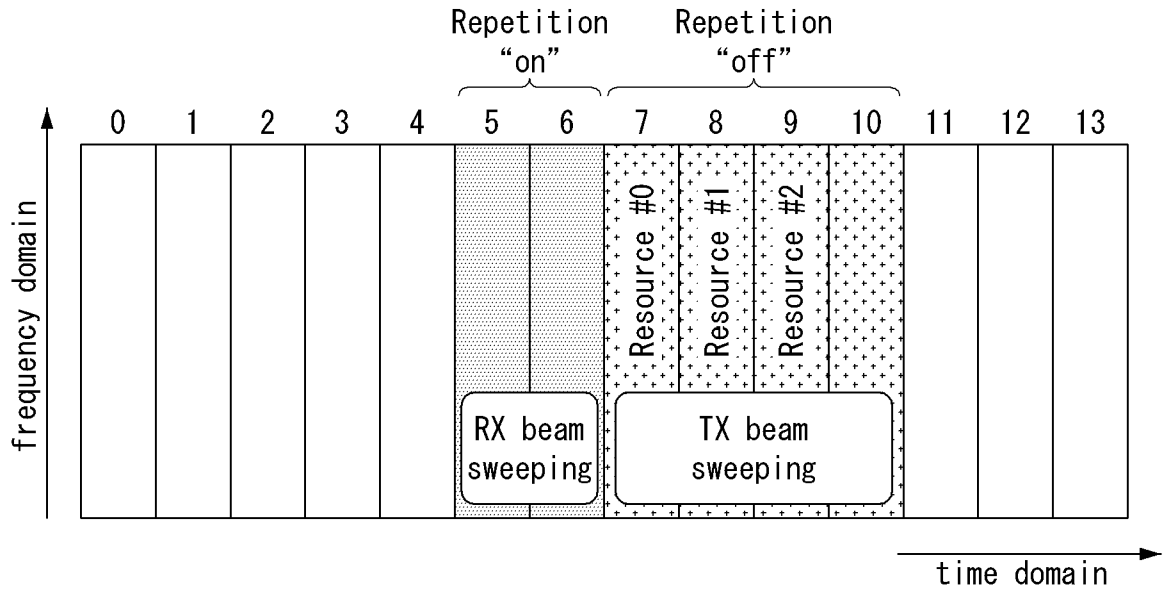 Repetition
“on”
Repetition
“off”
0 1 2 3 4 5 6 7 8 9 10 11 12 13
frequency domain
Resource #0
Resource #1
Resource #2
RX beam
sweeping
TX beam
sweeping
time domain